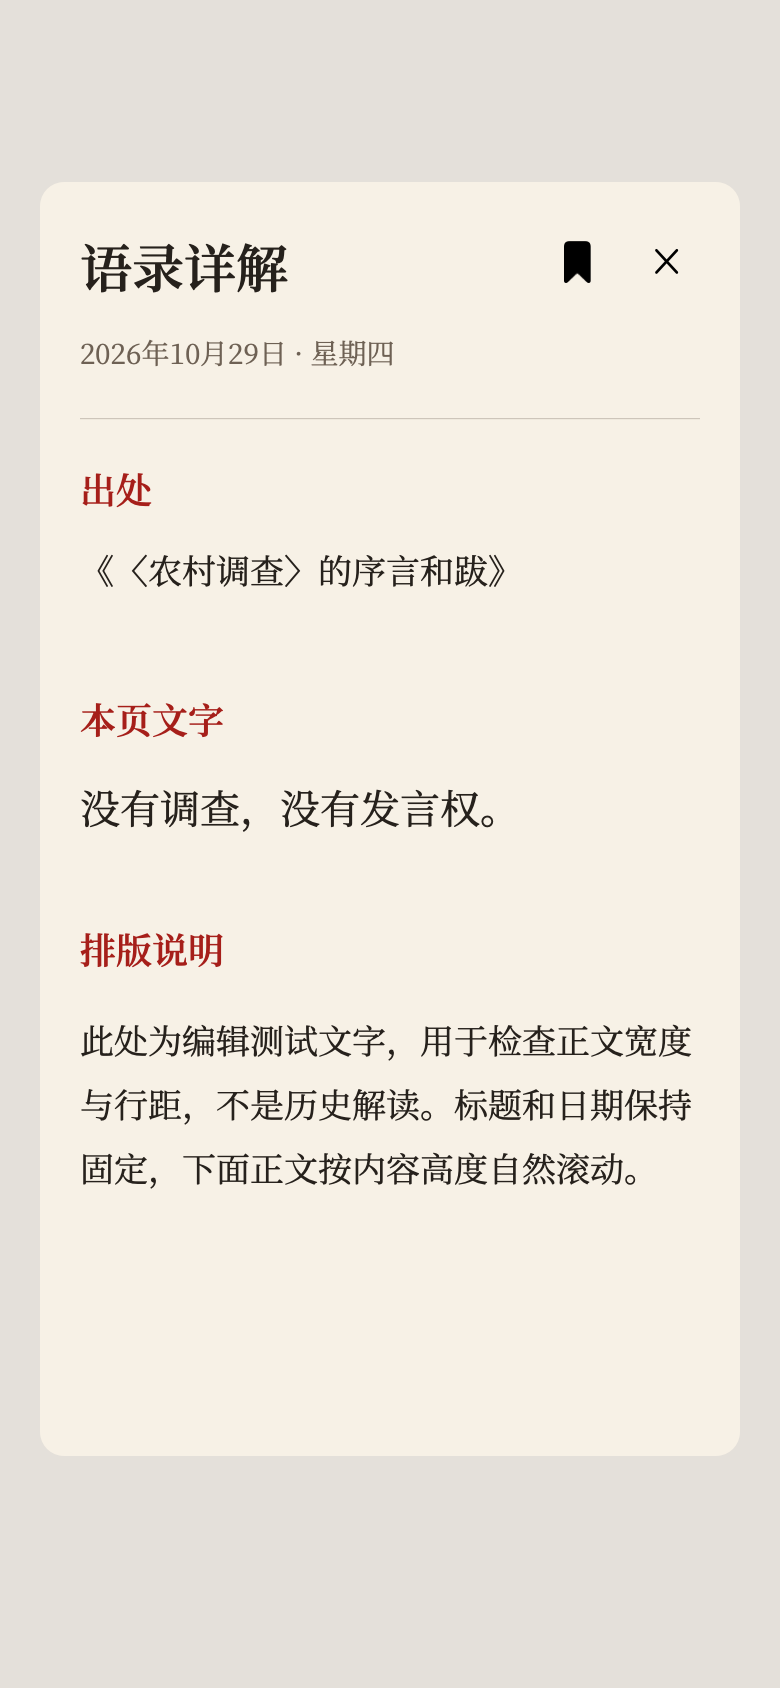 语录详解
2026年10月29日 · 星期四
出处
《〈农村调查〉的序言和跋》
本页文字
没有调查，没有发言权。
排版说明
此处为编辑测试文字，用于检查正文宽度
与行距，不是历史解读。标题和日期保持
固定，下面正文按内容高度自然滚动。